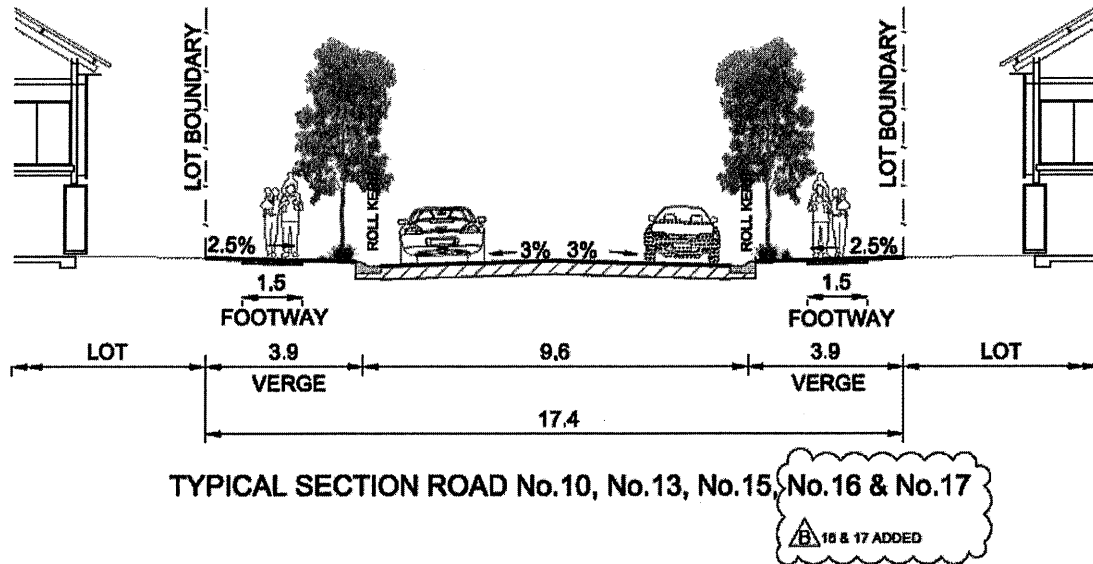 LOT BOUNDARY
LOT BOUNDARY
ROLL KERB
ROLL KERB
2.5%
3% 3%
2.5%
1.5
FOOTWAY
1.5
FOOTWAY
LOT
3.9
VERGE
9.6
3.9
VERGE
LOT
17.4
TYPICAL SECTION ROAD No.10, No.13, No.15, No.16 & No.17
B 16 & 17 ADDED